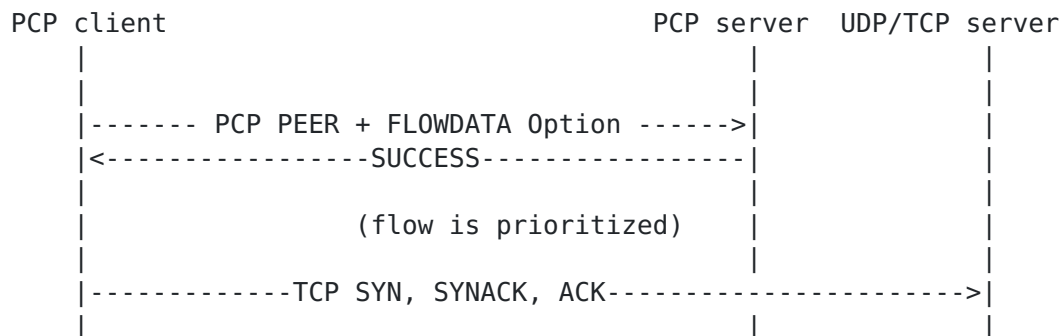 PCP client                              PCP server  UDP/TCP server
    |                                       |             |
    |                                       |             |
    |------- PCP PEER + FLOWDATA Option ------>|             |
    |<-----------------SUCCESS-----------------|             |
    |                                       |             |
    |                (flow is prioritized)    |             |
    |                                       |             |
    |-------------TCP SYN, SYNACK, ACK---------------------->|
    |                                       |             |